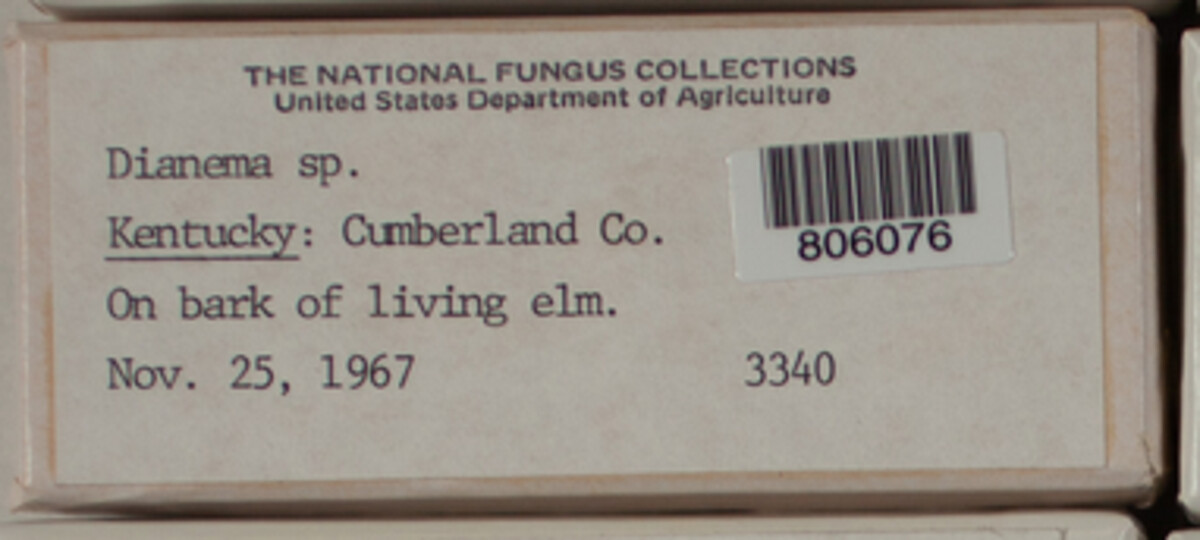 THE NATIONAL FUNGUS COLLECTIONS
United States Department of Agriculture
Dianema sp.
Kentucky: Cumberland Co.
806076
On bark of living elm.
Nov. 25, 1967 3340